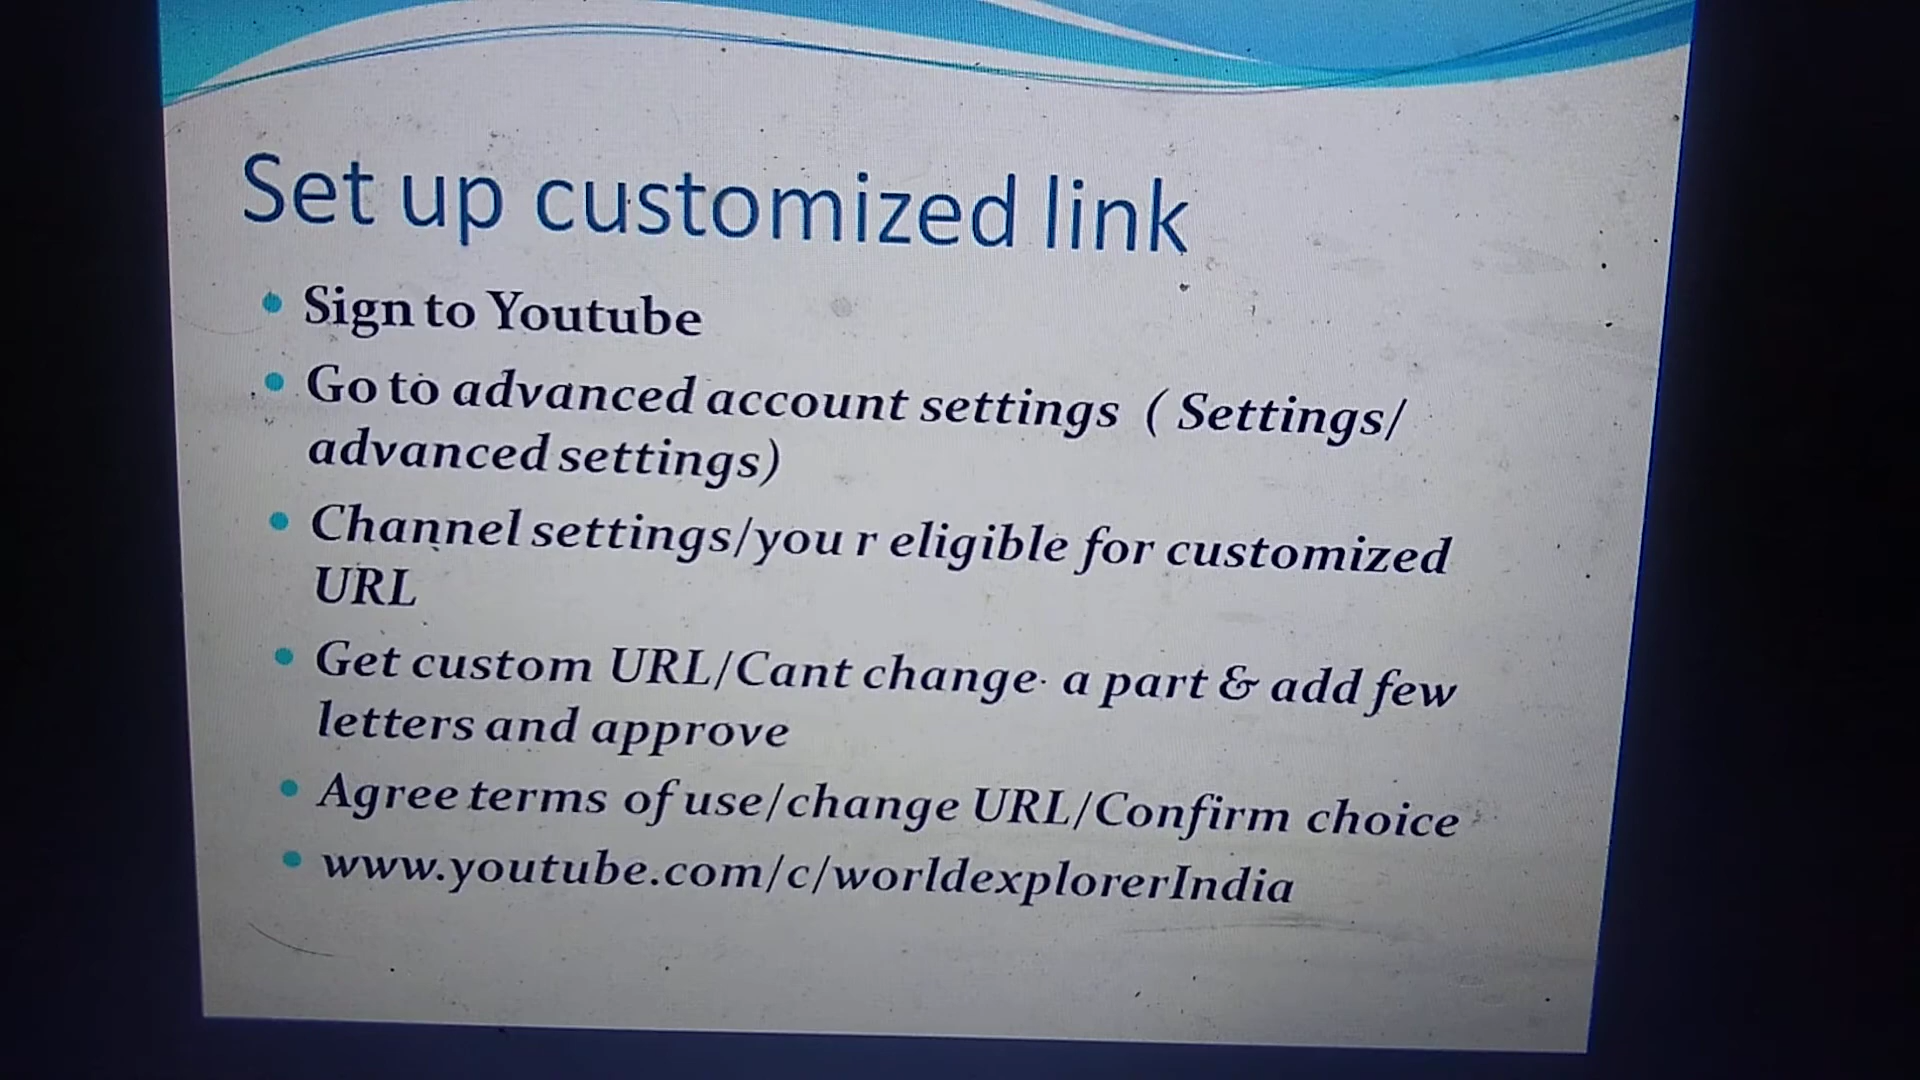 Set up customized link
Sign to Youtube
Go to advanced account settings ( Settings/
advanced settings)
Channel settings/you r eligible for customized
URL
Get custom URL/Cant change a part & add few
letters and approve
Agree terms of use/change URL/Confirm choice
www.youtube.com/c/worldexplorerIndia